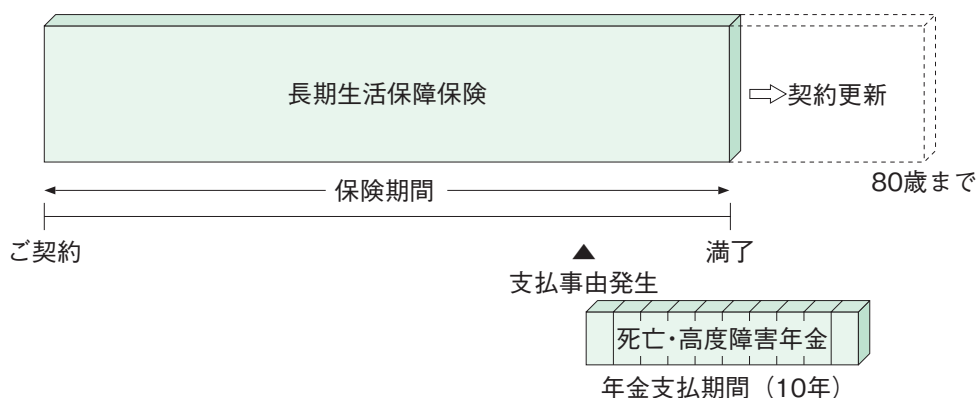 長期生活保障保険
契約更新
80歳まで
保険期間
ご契約
満了
▲
支払事由発生
死亡・高度障害年金
年金支払期間（10年）